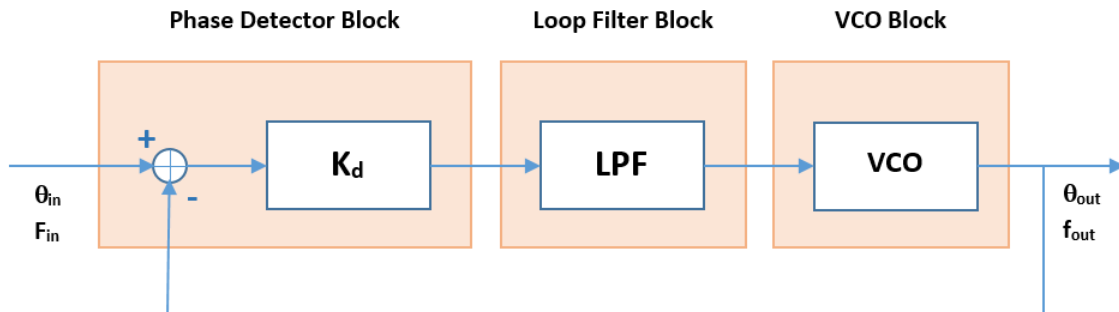 Phase Detector Block
Loop Filter Block
VCO Block
+
-
K_d
LPF
VCO
θ_in
F_in
θ_out
f_out